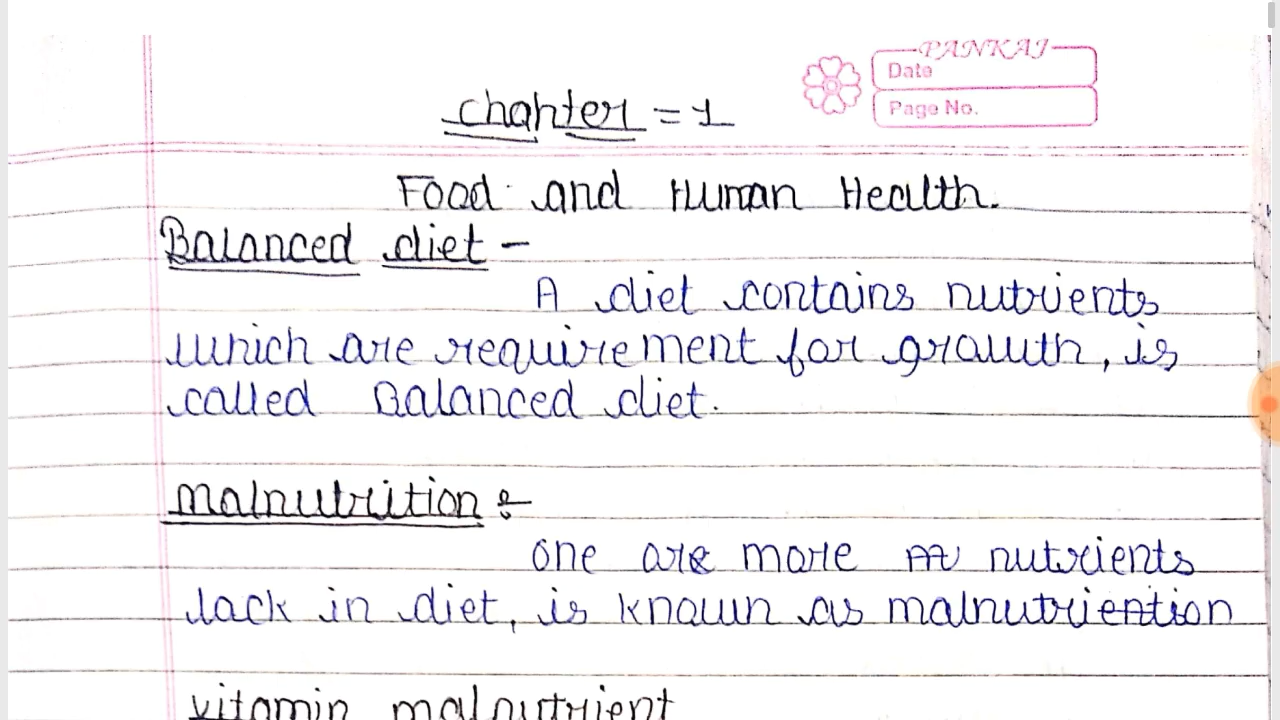 PANKAJ
Date
Page No.
Chapter = 1
Food and Human Health.
Balanced diet -
A diet contains nutrients
which are requirement for growth, is
called Balanced diet.
malnutrition :-
one are more nutrients
lack in diet, is known as malnutriention
vitamin malnutrient